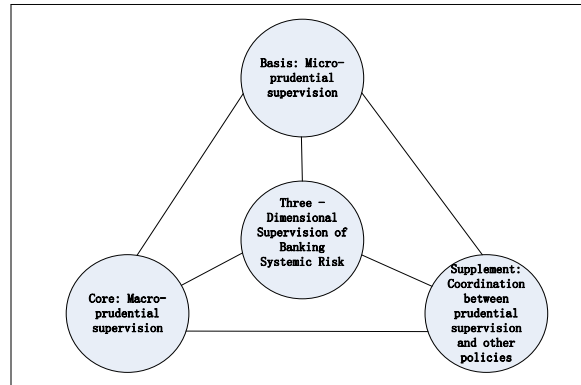 Basis: Micro-
prudential
supervision
Three -
Dimensional
Supervision of
Banking
Systemic Risk
Core: Macro-
prudential
supervision
Supplement:
Coordination
between
prudential
supervision
and other
policies